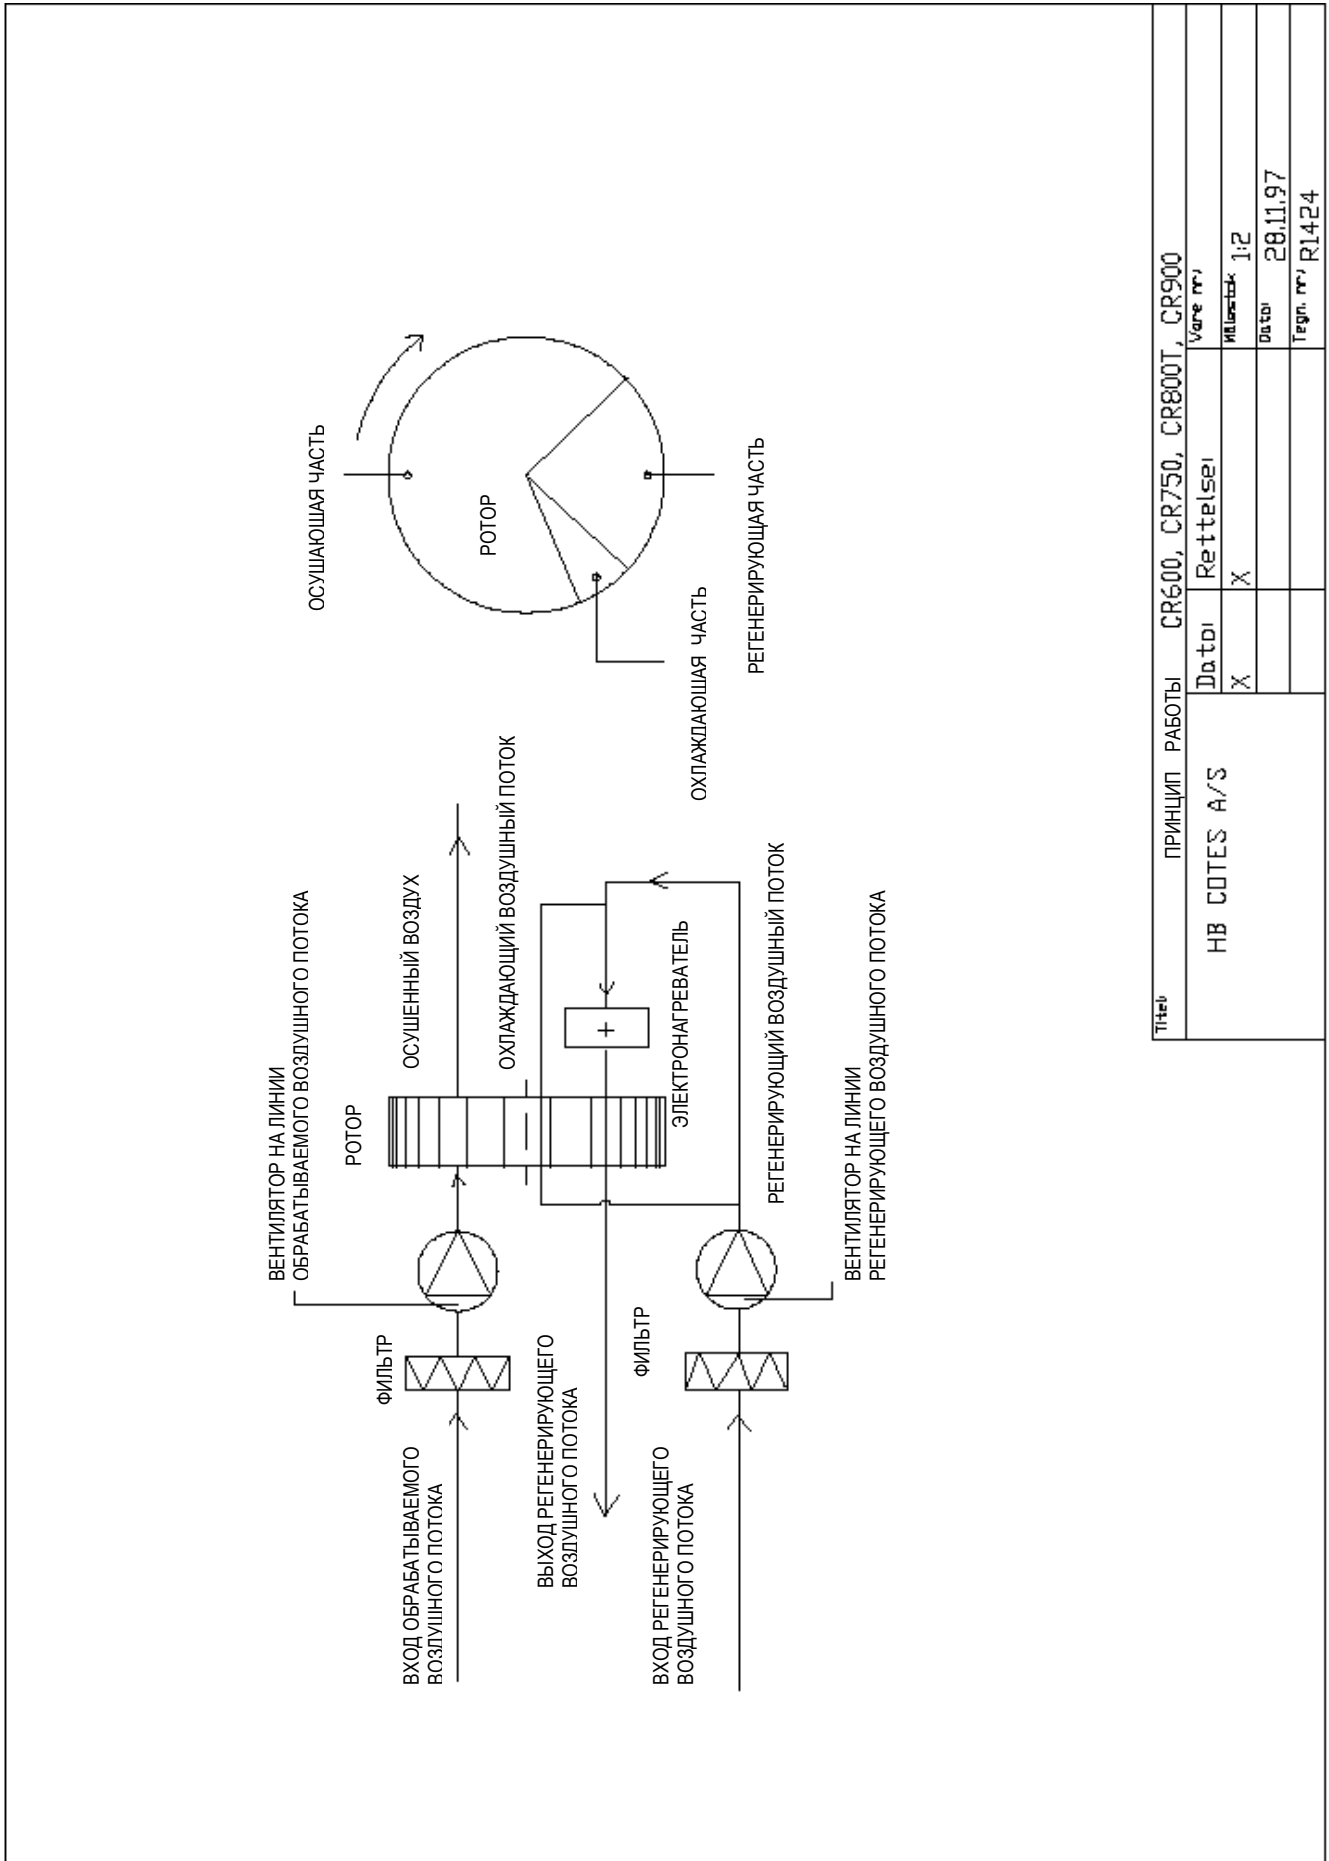 ВЕНТИЛЯТОР НА ЛИНИИ
ОБРАБАТЫВАЕМОГО ВОЗДУШНОГО ПОТОКА
ОСУШАЮШАЯ ЧАСТЬ
РОТОР
ФИЛЬТР
ВХОД ОБРАБАТЫВАЕМОГО
ВОЗДУШНОГО ПОТОКА
ОСУШЕННЫЙ ВОЗДУХ
РОТОР
ОХЛАЖДАЮЩИЙ ВОЗДУШНЫЙ ПОТОК
ВЫХОД РЕГЕНЕРИРУЮЩЕГО
ВОЗДУШНОГО ПОТОКА
ФИЛЬТР
ВХОД РЕГЕНЕРИРУЮЩЕГО
ВОЗДУШНОГО ПОТОКА
ЭЛЕКТРОНАГРЕВАТЕЛЬ
ОХЛАЖДАЮШАЯ ЧАСТЬ
РЕГЕНЕРИРУЮЩАЯ ЧАСТЬ
РЕГЕНЕРИРУЮЩИЙ ВОЗДУШНЫЙ ПОТОК
ВЕНТИЛЯТОР НА ЛИНИИ
РЕГЕНЕРИРУЮЩЕГО ВОЗДУШНОГО ПОТОКА
Titel: ПРИНЦИП РАБОТЫ CR600, CR750, CR800T, CR900
HB COTES A/S
Dato: Rettelse: Vare nr.:
X X Målestok: 1:2
Dato: 28.11.97
Tegn. nr.: R1424